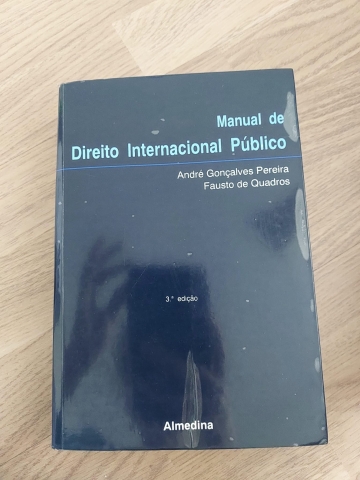 Manual de
Direito Internacional Público
André Gonçalves Pereira
Fausto de Quadros
3.ª edição
Almedina